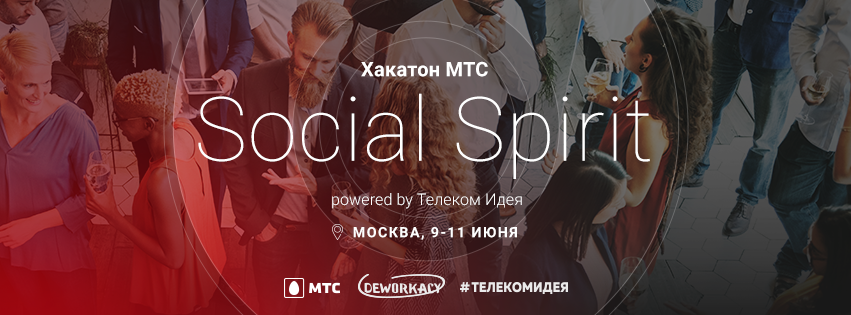 Хакатон МТС
Social Spirit
powered by Телеком Идея
МОСКВА, 9-11 ИЮНЯ
МТС DEWORKACY #ТЕЛЕКОМИДЕЯ